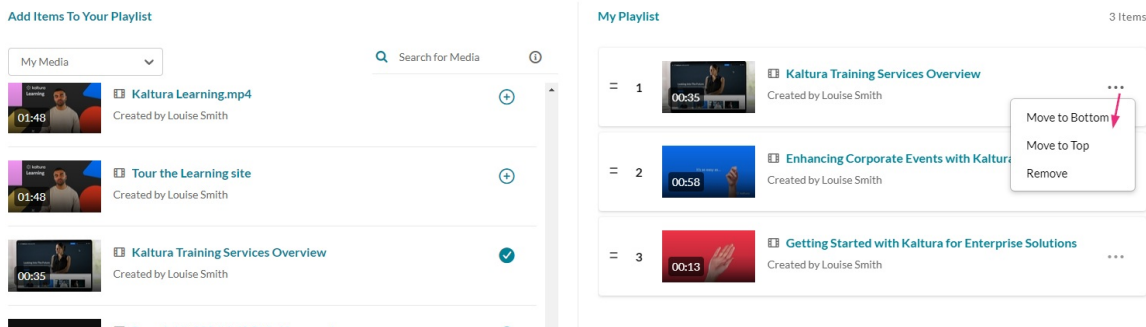 Add Items To Your Playlist
My Media
Search for Media
Kaltura Learning.mp4
Created by Louise Smith
01:48
Tour the Learning site
Created by Louise Smith
01:48
Kaltura Training Services Overview
Created by Louise Smith
00:35
My Playlist
3 Items
1
Kaltura Training Services Overview
Created by Louise Smith
00:35
Move to Bottom
Move to Top
Remove
2
Enhancing Corporate Events with Kaltura
Created by Louise Smith
00:58
3
Getting Started with Kaltura for Enterprise Solutions
Created by Louise Smith
00:13